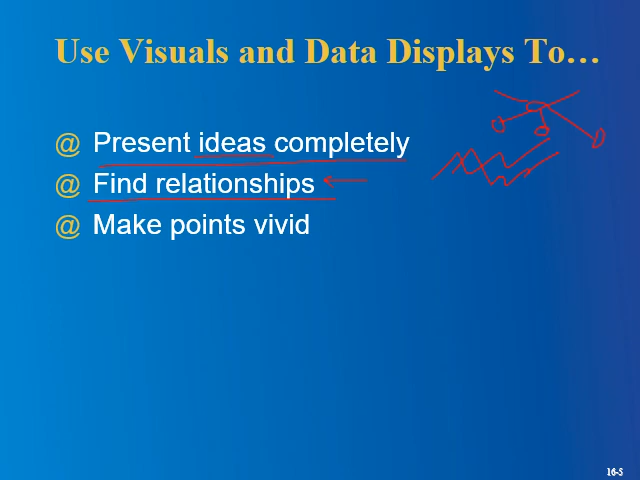 Use Visuals and Data Displays To…
@ Present ideas completely
@ Find relationships
@ Make points vivid
16-5